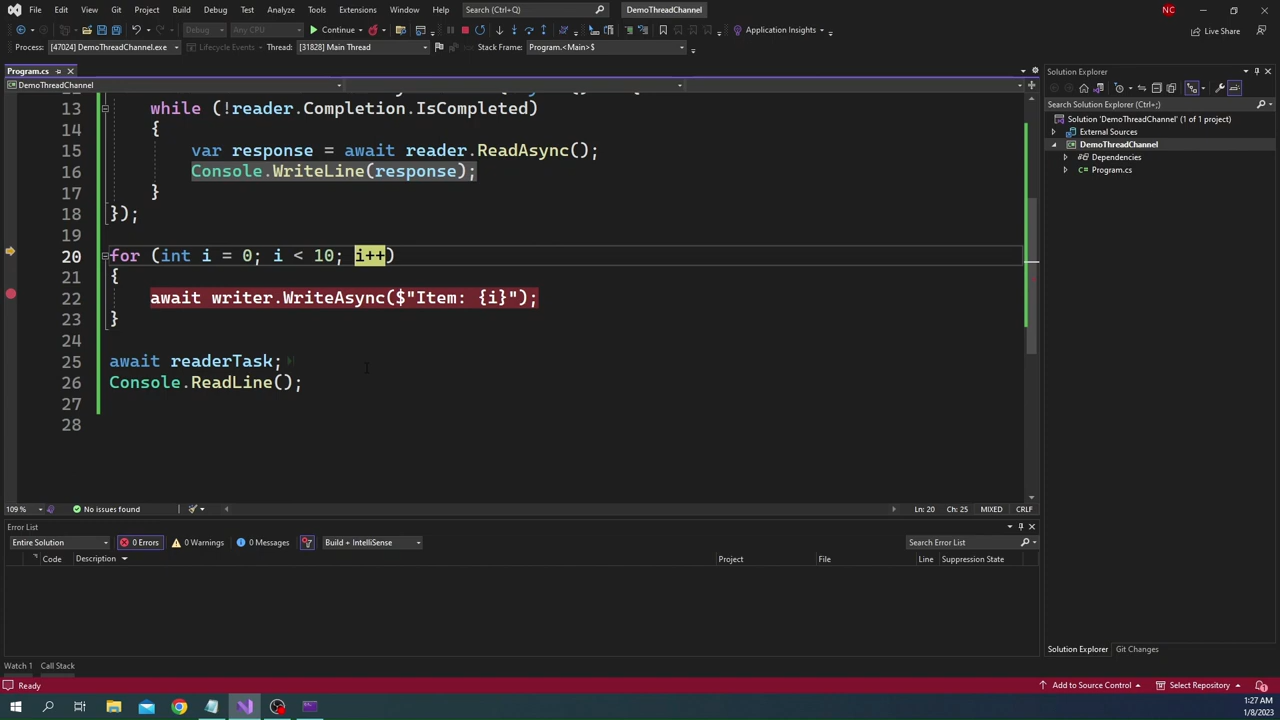 File Edit View Git Project Build Debug Test Analyze Tools Extensions Window Help Search (Ctrl+Q) DemoThreadChannel NC
Debug Any CPU Continue Application Insights Live Share
Process: [47024] DemoThreadChannel.exe Lifecycle Events Thread: [31828] Main Thread Stack Frame: Program.<Main>$
Program.cs
DemoThreadChannel
13 while (!reader.Completion.IsCompleted)
14 {
15 var response = await reader.ReadAsync();
16 Console.WriteLine(response);
17 }
18 });
19
20 for (int i = 0; i < 10; i++)
21 {
22 await writer.WriteAsync($"Item: {i}");
23 }
24
25 await readerTask;
26 Console.ReadLine();
27
28
109 % No issues found Ln: 20 Ch: 25 MIXED CRLF
Error List
Entire Solution 0 Errors 0 Warnings 0 Messages Build + IntelliSense Search Error List
Code Description Project File Line Suppression State
Watch 1 Call Stack
Solution Explorer
Search Solution Explorer (Ctrl+;)
Solution 'DemoThreadChannel' (1 of 1 project)
External Sources
DemoThreadChannel
Dependencies
Program.cs
Solution Explorer Git Changes
Ready Add to Source Control Select Repository
1:27 AM
1/8/2023